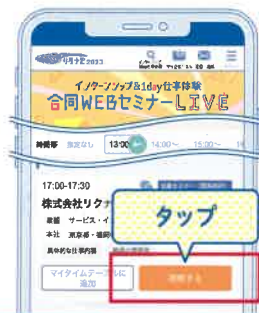 リクナビ2023
インターンシップ&1day仕事体験
合同WEBセミナーLIVE
時間帯 指定なし 13:00 14:00〜 15:00〜
17:00-17:30
株式会社リクナ
業種 サービス・イ
本社 東京都・福岡
具体的な仕事内容
タップ
マイタイムテーブルに
追加